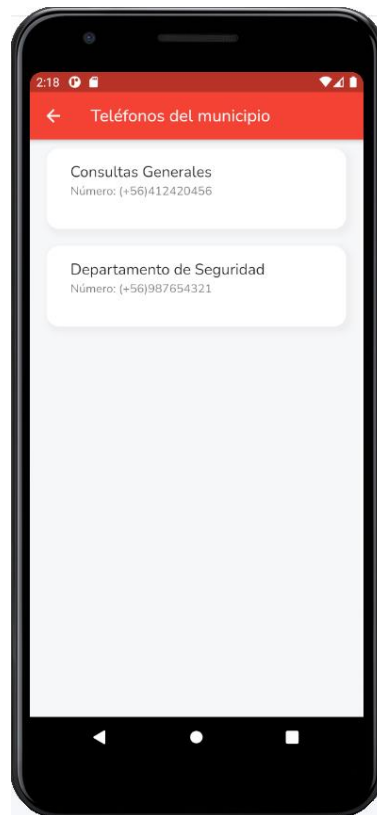 2:18
Teléfonos del municipio
Consultas Generales
Número: (+56)412420456
Departamento de Seguridad
Número: (+56)987654321